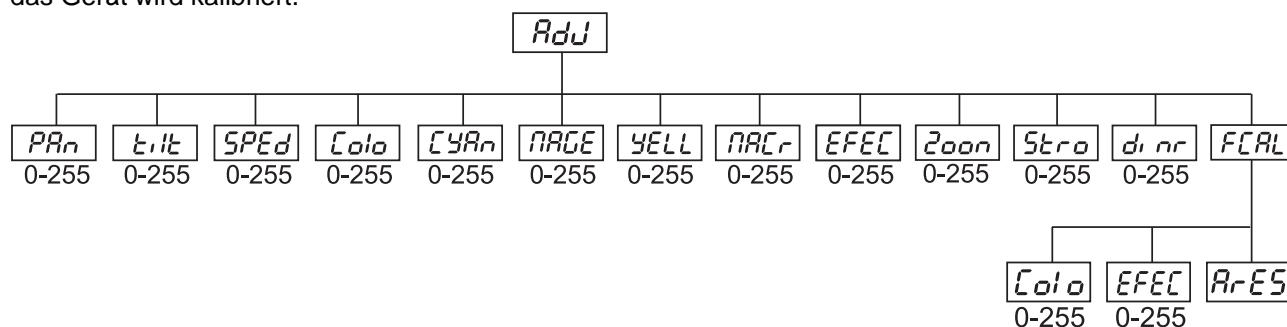 das Gerät wird kalibriert.
AdJ
PAn tilt SPEd Colo CYAn MAGE YELL MACr EFEC Zoon Stro dinr FCAL
0-255 0-255 0-255 0-255 0-255 0-255 0-255 0-255 0-255 0-255 0-255 0-255
Colo EFEC ArES
0-255 0-255